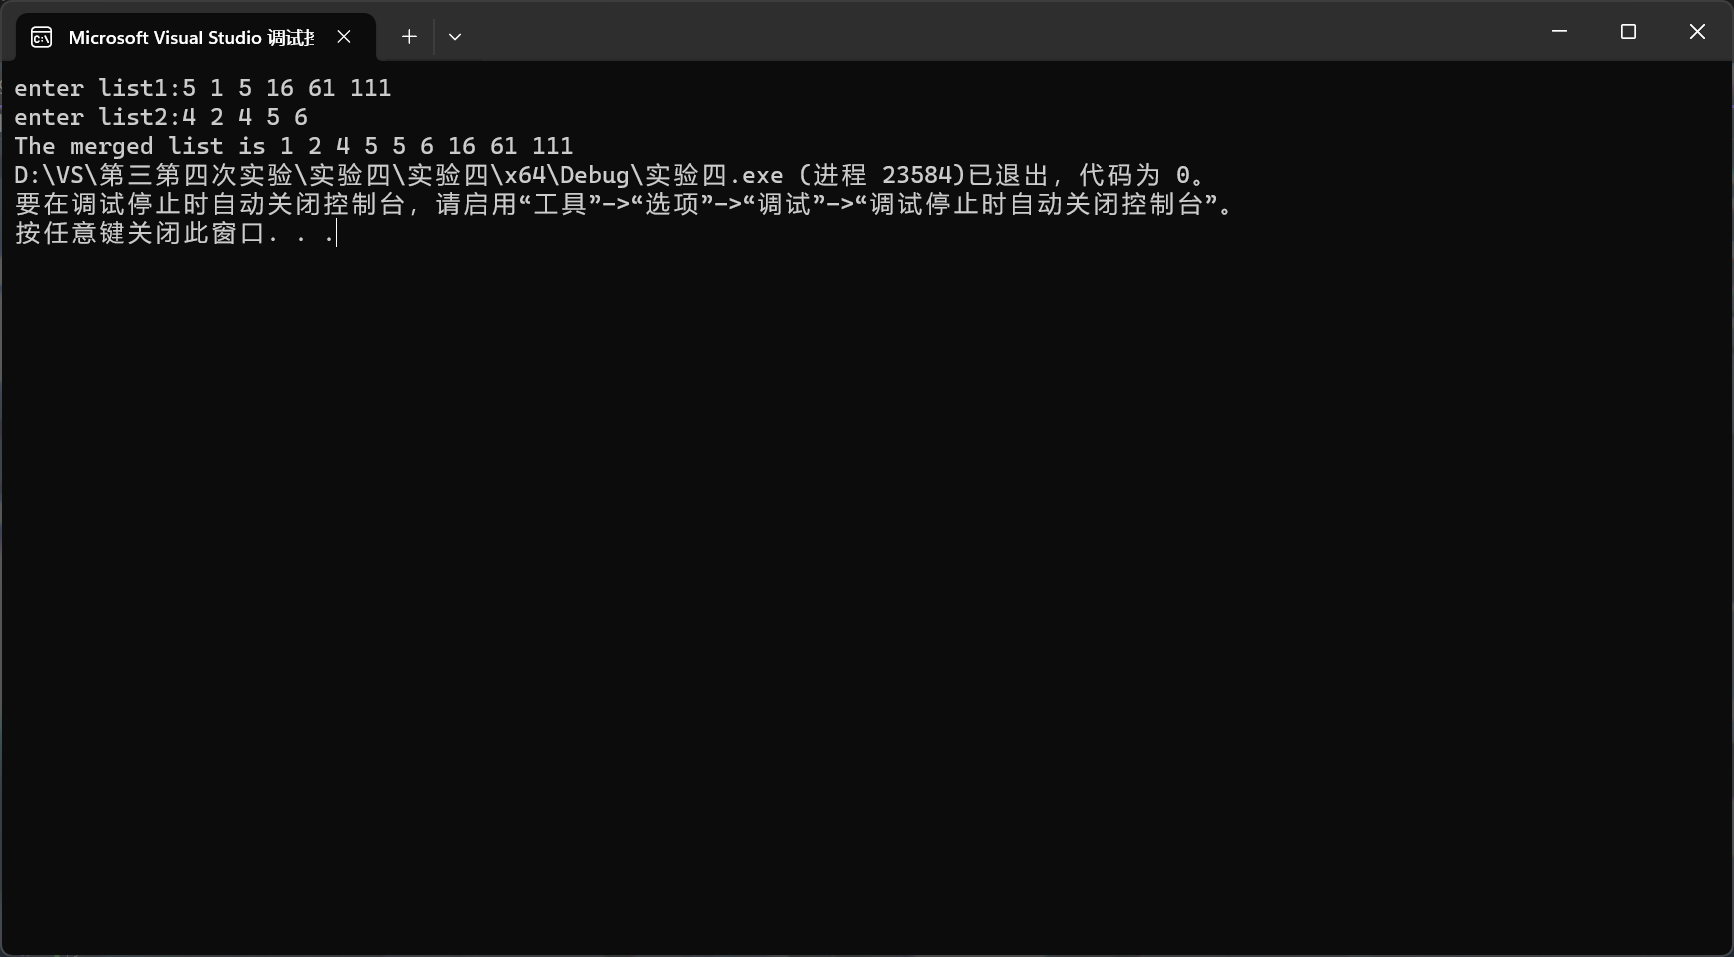 Microsoft Visual Studio 调试
enter list1:5 1 5 16 61 111
enter list2:4 2 4 5 6
The merged list is 1 2 4 5 5 6 16 61 111
D:\VS\第三第四次实验\实验四\实验四\x64\Debug\实验四.exe (进程 23584)已退出，代码为 0。
要在调试停止时自动关闭控制台，请启用“工具”->“选项”->“调试”->“调试停止时自动关闭控制台”。
按任意键关闭此窗口. . .